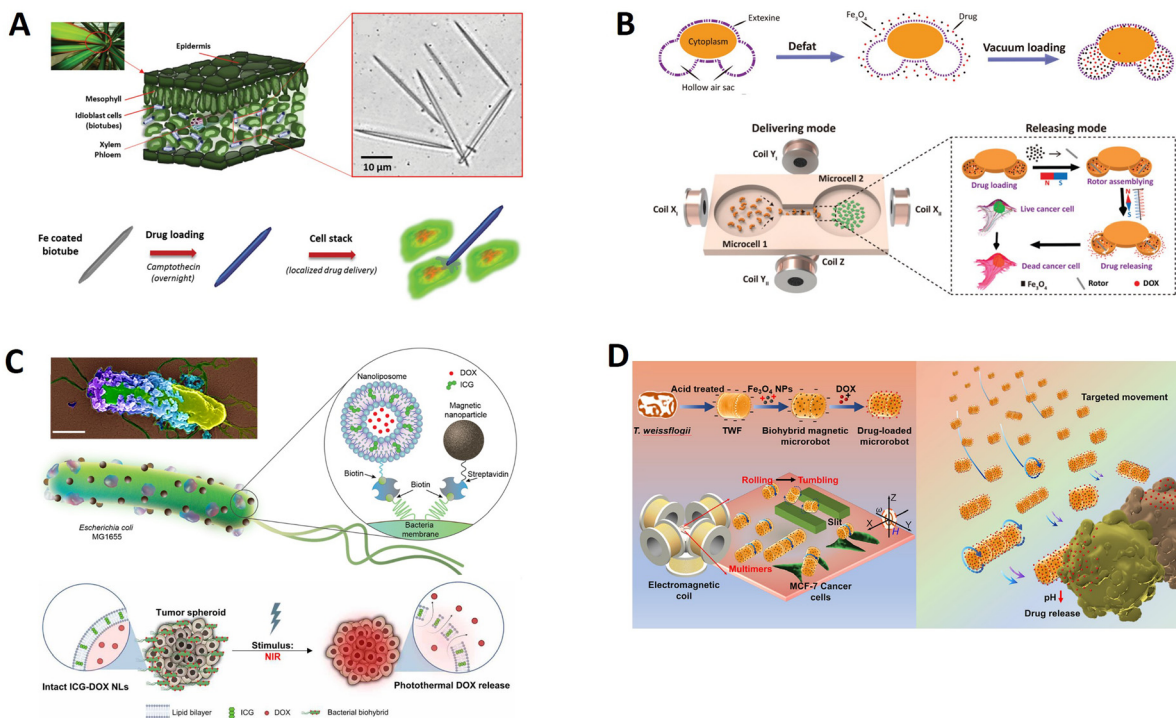 A
Epidermis
Mesophyll
Idioblast cells
(biotubes)
Xylem
Phloem
10 µm
Fe coated
biotube
Drug loading
Camptothecin
(overnight)
Cell stack
(localized drug delivery)
B
Extexine
Cytoplasm
Hollow air sac
Defat
Fe3O4
Drug
Vacuum loading
Delivering mode
Coil YI
Coil XI
Microcell 1
Microcell 2
Coil XII
Coil Z
Coil YII
Releasing mode
Drug loading
N S
Rotor assemblying
N
S
Live cancer cell
Dead cancer cell
Drug releasing
Fe3O4
Rotor
DOX
C
Nanoliposome
DOX
ICG
Magnetic
nanoparticle
Biotin
Streptavidin
Biotin
Bacteria
membrane
Escherichia coli
MG1655
Tumor spheroid
Stimulus:
NIR
Intact ICG-DOX NLs
Photothermal DOX release
Lipid bilayer
ICG
DOX
Bacterial biohybrid
D
Acid treated
Fe3O4 NPs
DOX
T. weissflogii
TWF
Biohybrid magnetic
microrobot
Drug-loaded
microrobot
Rolling
Tumbling
Slit
Z
ω
X
Y
H
Multimers
Electromagnetic
coil
MCF-7 Cancer
cells
Targeted movement
pH
Drug release